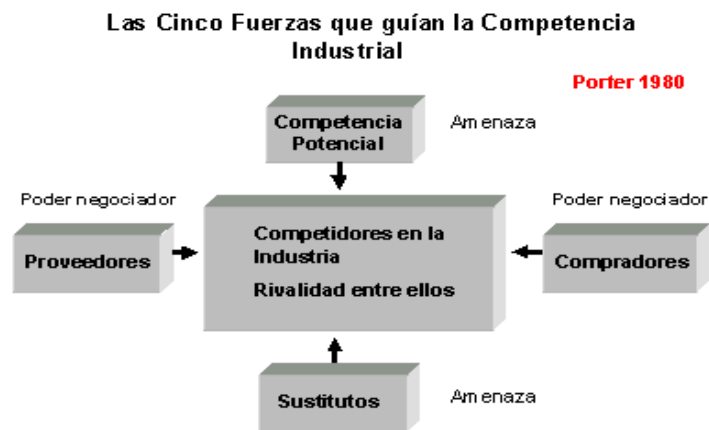 Las Cinco Fuerzas que guían la Competencia
Industrial
Porter 1980
Competencia
Potencial
Amenaza
Poder negociador
Poder negociador
Proveedores
Competidores en la
Industria
Rivalidad entre ellos
Compradores
Sustitutos
Amenaza